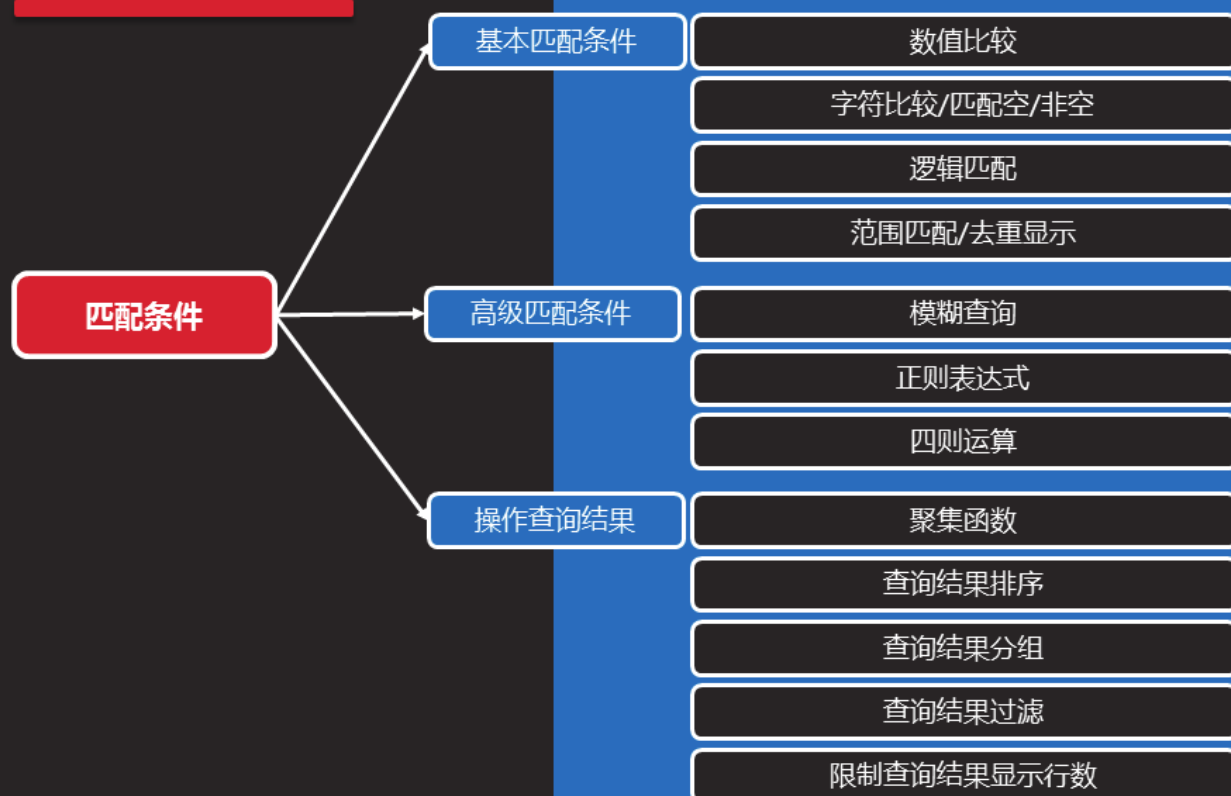 匹配条件
基本匹配条件
数值比较
字符比较/匹配空/非空
逻辑匹配
范围匹配/去重显示
高级匹配条件
模糊查询
正则表达式
四则运算
操作查询结果
聚集函数
查询结果排序
查询结果分组
查询结果过滤
限制查询结果显示行数